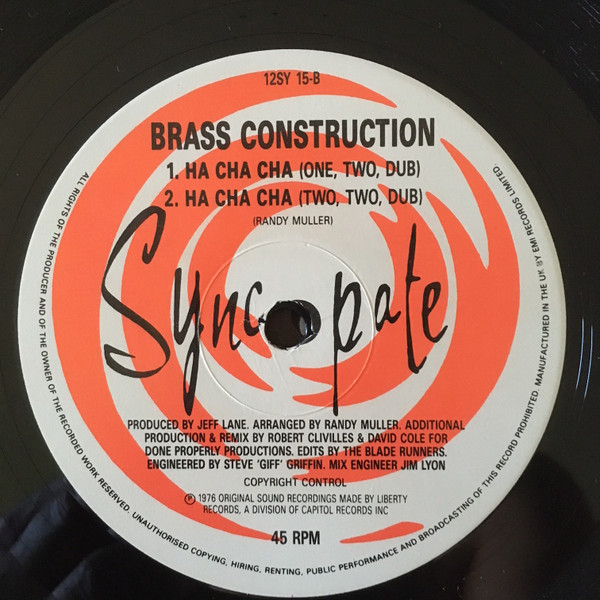 12SY 15-B
BRASS CONSTRUCTION
1. HA CHA CHA (ONE, TWO, DUB)
2. HA CHA CHA (TWO, TWO, DUB)
(RANDY MULLER)
Syncopate
PRODUCED BY JEFF LANE. ARRANGED BY RANDY MULLER. ADDITIONAL
PRODUCTION & REMIX BY ROBERT CLIVILLES & DAVID COLE FOR
DONE PROPERLY PRODUCTIONS. EDITS BY THE BLADE RUNNERS.
ENGINEERED BY STEVE 'GIFF' GRIFFIN. MIX ENGINEER JIM LYON
COPYRIGHT CONTROL
℗ 1976 ORIGINAL SOUND RECORDINGS MADE BY LIBERTY
RECORDS, A DIVISION OF CAPITOL RECORDS INC
45 RPM
ALL RIGHTS OF THE PRODUCER AND OF THE OWNER OF THE RECORDED WORK RESERVED. UNAUTHORISED COPYING, HIRING, RENTING, PUBLIC PERFORMANCE AND BROADCASTING OF THIS RECORD PROHIBITED. MANUFACTURED IN THE UK BY EMI RECORDS LIMITED.